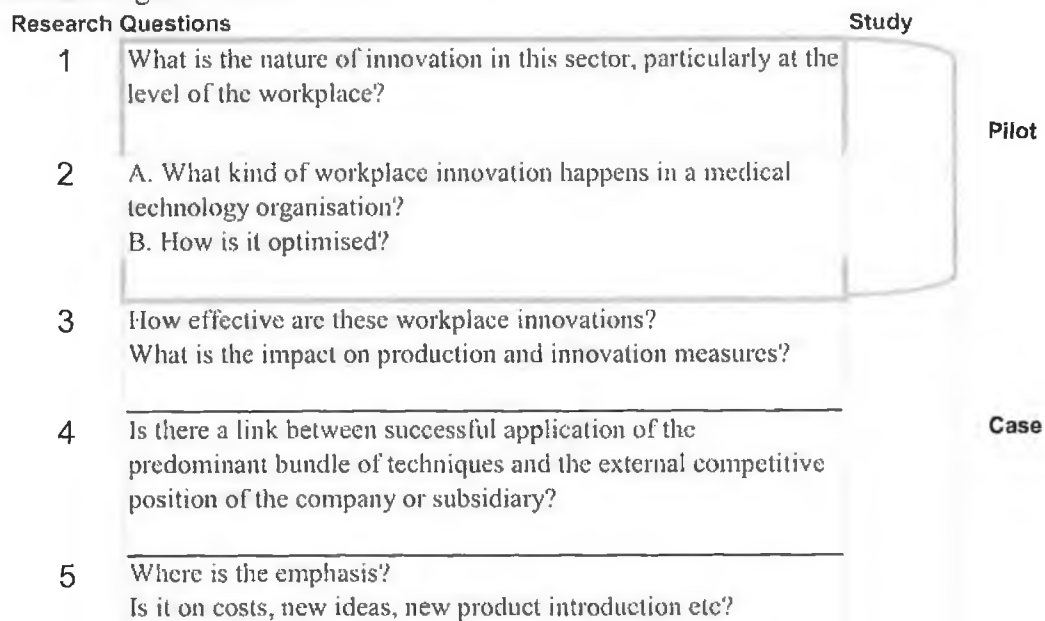 Research Questions Study
1 What is the nature of innovation in this sector, particularly at the
level of the workplace?
Pilot
2 A. What kind of workplace innovation happens in a medical
technology organisation?
B. How is it optimised?
3 How effective are these workplace innovations?
What is the impact on production and innovation measures?
4 Is there a link between successful application of the Case
predominant bundle of techniques and the external competitive
position of the company or subsidiary?
5 Where is the emphasis?
Is it on costs, new ideas, new product introduction etc?